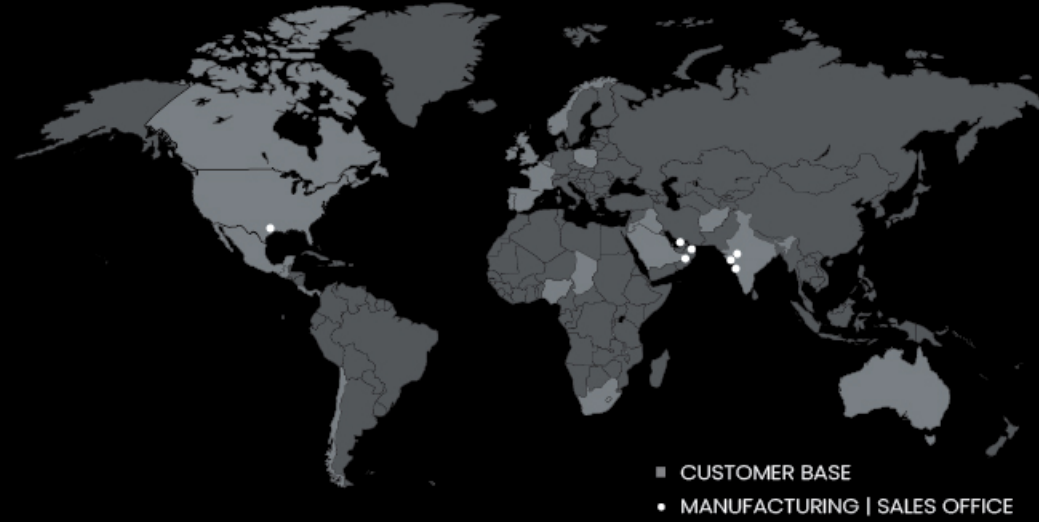 CUSTOMER BASE
MANUFACTURING | SALES OFFICE